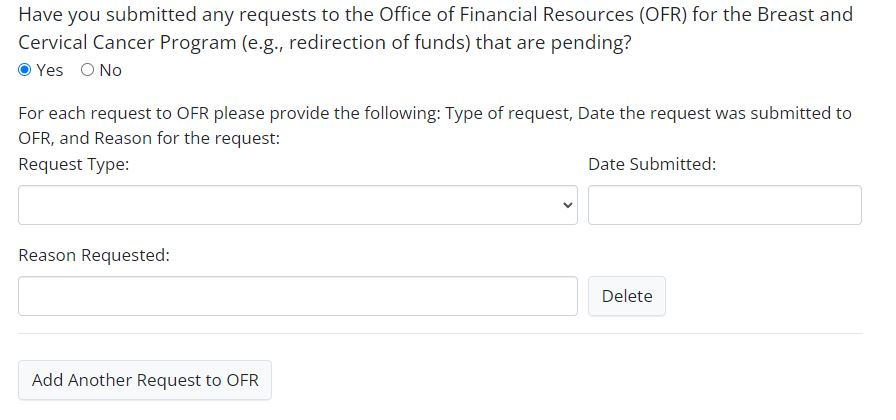 Have you submitted any requests to the Office of Financial Resources (OFR) for the Breast and
Cervical Cancer Program (e.g., redirection of funds) that are pending?
Yes No
For each request to OFR please provide the following: Type of request, Date the request was submitted to
OFR, and Reason for the request:
Request Type: Date Submitted:
Reason Requested:
Delete
Add Another Request to OFR